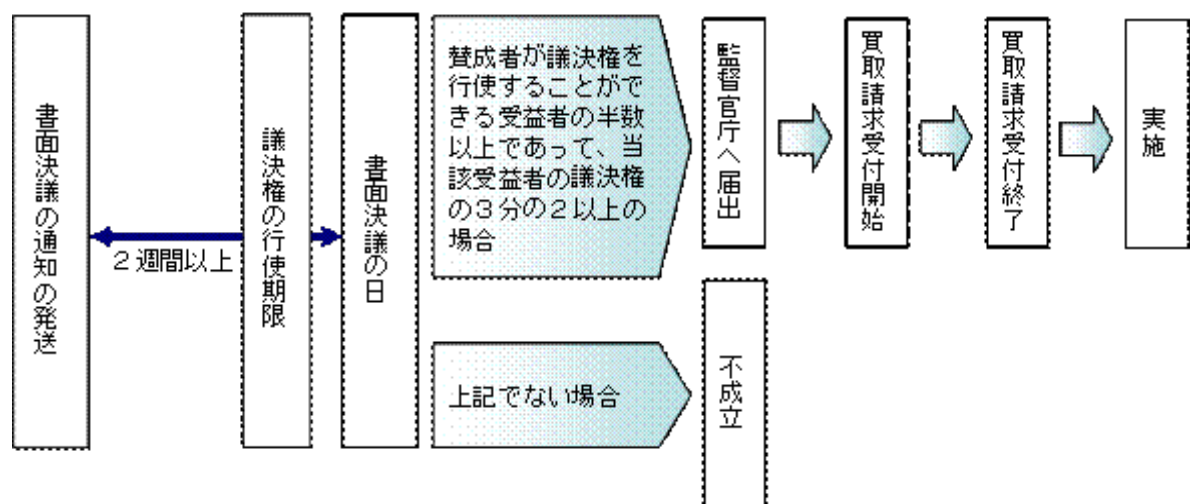 書面決議の通知の発送
2週間以上
議決権の行使期限
書面決議の日
賛成者が議決権を
行使することがで
きる受益者の半数
以上であって、当
該受益者の議決権
の3分の2以上の
場合
監督官庁へ届出
買取請求受付開始
買取請求受付終了
実施
上記でない場合
不成立